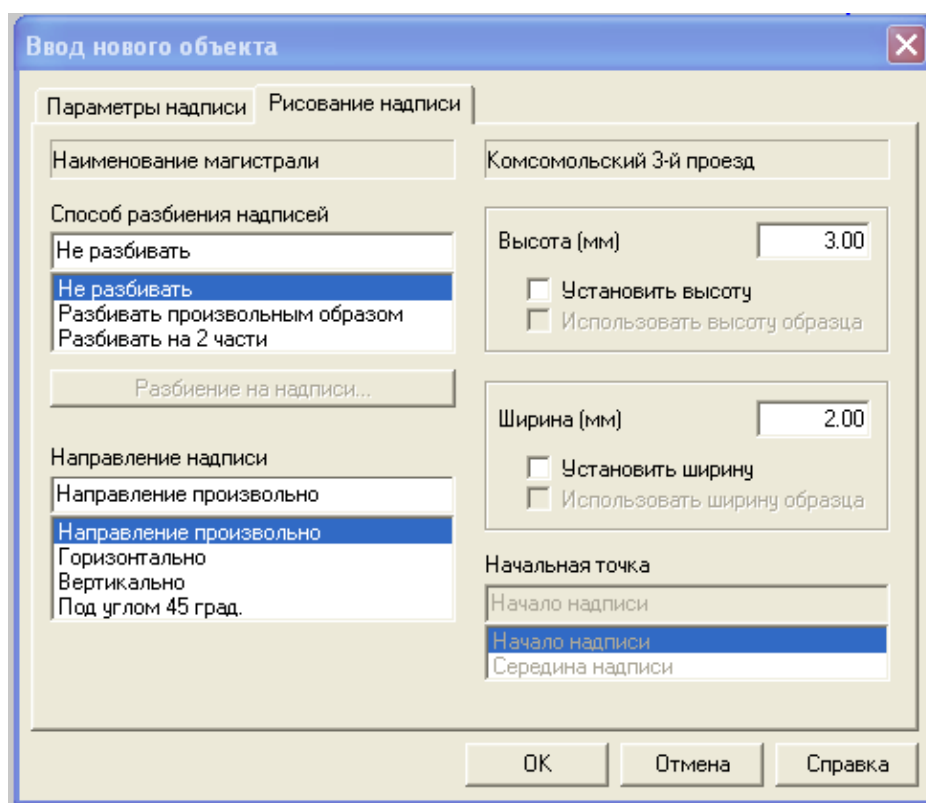 Ввод нового объекта
Параметры надписи
Рисование надписи
Наименование магистрали
Комсомольский 3-й проезд
Способ разбиения надписей
Не разбивать
Не разбивать
Разбивать произвольным образом
Разбивать на 2 части
Разбиение на надписи...
Направление надписи
Направление произвольно
Направление произвольно
Горизонтально
Вертикально
Под углом 45 град.
Высота (мм)
3.00
Установить высоту
Использовать высоту образца
Ширина (мм)
2.00
Установить ширину
Использовать ширину образца
Начальная точка
Начало надписи
Начало надписи
Середина надписи
ОК
Отмена
Справка